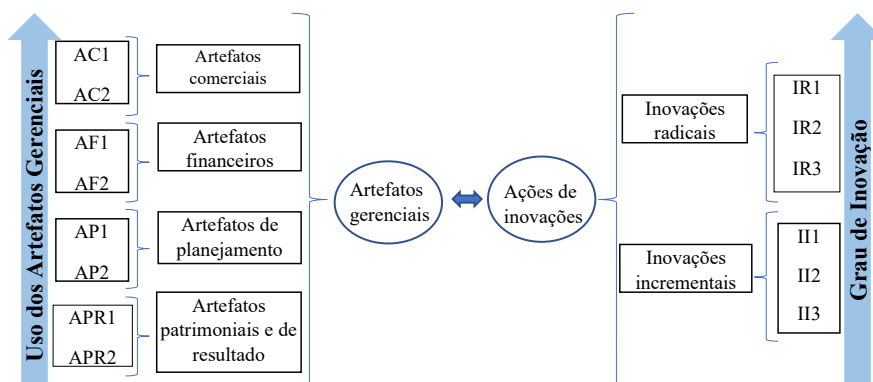 Uso dos Artefatos Gerenciais
AC1
AC2
Artefatos
comerciais
AF1
AF2
Artefatos
financeiros
AP1
AP2
Artefatos de
planejamento
APR1
APR2
Artefatos
patrimoniais e de
resultado
Artefatos
gerenciais
Ações de
inovações
Inovações
radicais
IR1
IR2
IR3
Inovações
incrementais
II1
II2
II3
Grau de Inovação